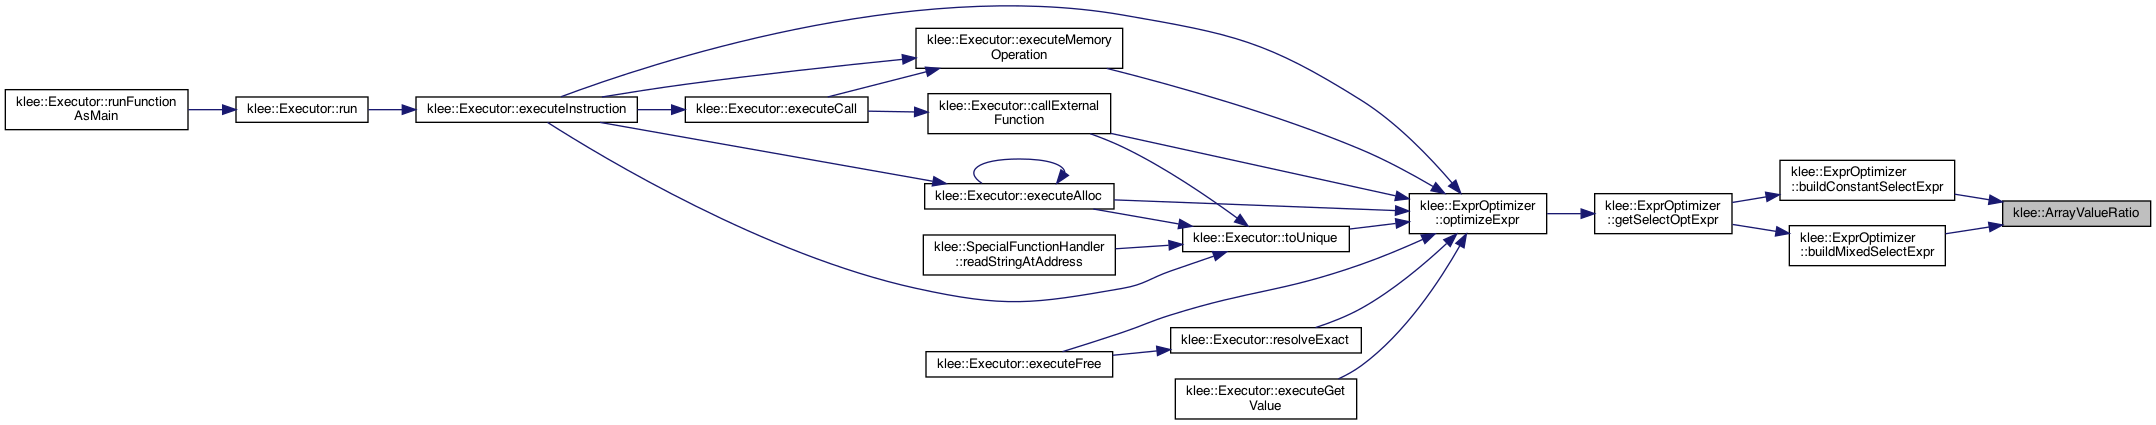 klee::Executor::runFunction
AsMain
klee::Executor::run
klee::Executor::executeInstruction
klee::Executor::executeMemory
Operation
klee::Executor::executeCall
klee::Executor::callExternal
Function
klee::Executor::executeAlloc
klee::SpecialFunctionHandler
::readStringAtAddress
klee::Executor::toUnique
klee::Executor::executeFree
klee::Executor::resolveExact
klee::Executor::executeGet
Value
klee::ExprOptimizer
::optimizeExpr
klee::ExprOptimizer
::getSelectOptExpr
klee::ExprOptimizer
::buildConstantSelectExpr
klee::ExprOptimizer
::buildMixedSelectExpr
klee::ArrayValueRatio